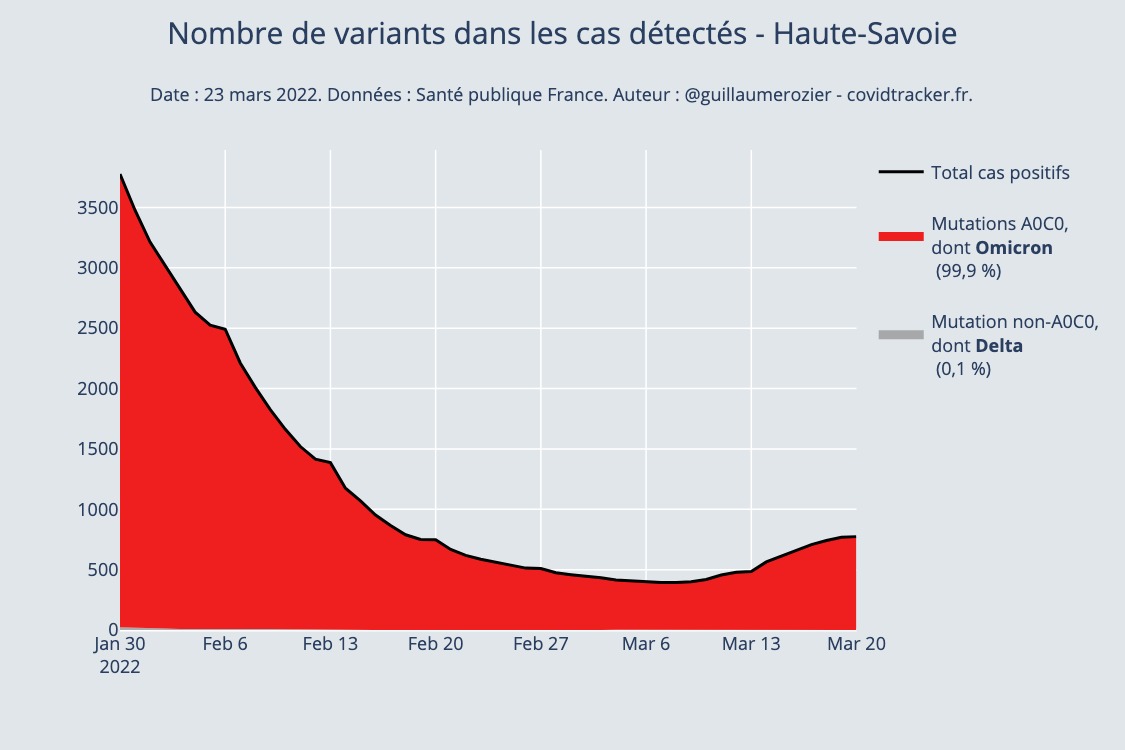 Nombre de variants dans les cas détectés - Haute-Savoie
Date : 23 mars 2022. Données : Santé publique France. Auteur : @guillaumerozier - covidtracker.fr.
Total cas positifs
Mutations A0C0,
dont Omicron
(99,9 %)
Mutation non-A0C0,
dont Delta
(0,1 %)
3500
3000
2500
2000
1500
1000
500
0
Jan 30 Feb 6 Feb 13 Feb 20 Feb 27 Mar 6 Mar 13 Mar 20
2022